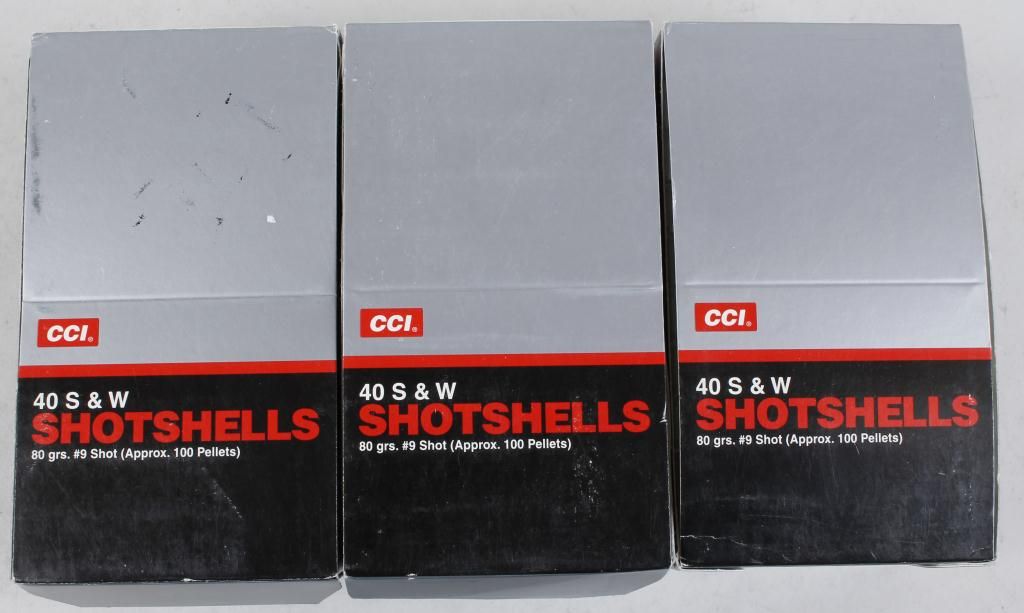 CCI®
40 S & W
SHOTSHELLS
80 grs. #9 Shot (Approx. 100 Pellets)
CCI®
40 S & W
SHOTSHELLS
80 grs. #9 Shot (Approx. 100 Pellets)
CCI®
40 S & W
SHOTSHELLS
80 grs. #9 Shot (Approx. 100 Pellets)